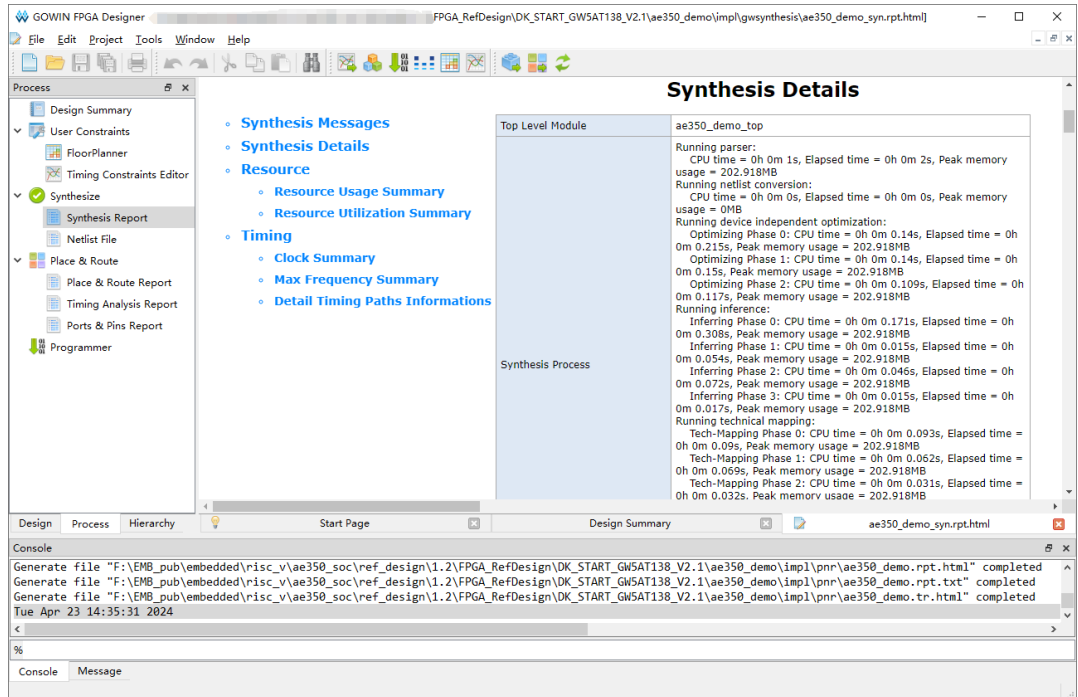 GOWIN FPGA Designer
FPGA_RefDesign\DK_START_GW5AT138_V2.1\ae350_demo\impl\gwsynthesis\ae350_demo_syn.rpt.html]
File Edit Project Tools Window Help
Process
Design Summary
User Constraints
FloorPlanner
Timing Constraints Editor
Synthesize
Synthesis Report
Netlist File
Place & Route
Place & Route Report
Timing Analysis Report
Ports & Pins Report
Programmer
Design Process Hierarchy
Synthesis Messages
Synthesis Details
Resource
Resource Usage Summary
Resource Utilization Summary
Timing
Clock Summary
Max Frequency Summary
Detail Timing Paths Informations
Synthesis Details
Top Level Module
ae350_demo_top
Synthesis Process
Running parser:
CPU time = 0h 0m 1s, Elapsed time = 0h 0m 2s, Peak memory
usage = 202.918MB
Running netlist conversion:
CPU time = 0h 0m 0s, Elapsed time = 0h 0m 0s, Peak memory
usage = 0MB
Running device independent optimization:
Optimizing Phase 0: CPU time = 0h 0m 0.14s, Elapsed time = 0h
0m 0.215s, Peak memory usage = 202.918MB
Optimizing Phase 1: CPU time = 0h 0m 0.14s, Elapsed time = 0h
0m 0.15s, Peak memory usage = 202.918MB
Optimizing Phase 2: CPU time = 0h 0m 0.109s, Elapsed time = 0h
0m 0.117s, Peak memory usage = 202.918MB
Running inference:
Inferring Phase 0: CPU time = 0h 0m 0.171s, Elapsed time = 0h
0m 0.308s, Peak memory usage = 202.918MB
Inferring Phase 1: CPU time = 0h 0m 0.015s, Elapsed time = 0h
0m 0.054s, Peak memory usage = 202.918MB
Inferring Phase 2: CPU time = 0h 0m 0.046s, Elapsed time = 0h
0m 0.072s, Peak memory usage = 202.918MB
Inferring Phase 3: CPU time = 0h 0m 0.015s, Elapsed time = 0h
0m 0.017s, Peak memory usage = 202.918MB
Running technical mapping:
Tech-Mapping Phase 0: CPU time = 0h 0m 0.093s, Elapsed time =
0h 0m 0.09s, Peak memory usage = 202.918MB
Tech-Mapping Phase 1: CPU time = 0h 0m 0.062s, Elapsed time =
0h 0m 0.069s, Peak memory usage = 202.918MB
Tech-Mapping Phase 2: CPU time = 0h 0m 0.031s, Elapsed time =
0h 0m 0.032s, Peak memory usage = 202.918MB
Start Page
Design Summary
ae350_demo_syn.rpt.html
Console
Generate file "F:\EMB_pub\embedded\risc_v\ae350_soc\ref_design\1.2\FPGA_RefDesign\DK_START_GW5AT138_V2.1\ae350_demo\impl\pnr\ae350_demo.rpt.html" completed
Generate file "F:\EMB_pub\embedded\risc_v\ae350_soc\ref_design\1.2\FPGA_RefDesign\DK_START_GW5AT138_V2.1\ae350_demo\impl\pnr\ae350_demo.rpt.txt" completed
Generate file "F:\EMB_pub\embedded\risc_v\ae350_soc\ref_design\1.2\FPGA_RefDesign\DK_START_GW5AT138_V2.1\ae350_demo\impl\pnr\ae350_demo.tr.html" completed
Tue Apr 23 14:35:31 2024
%
Console Message